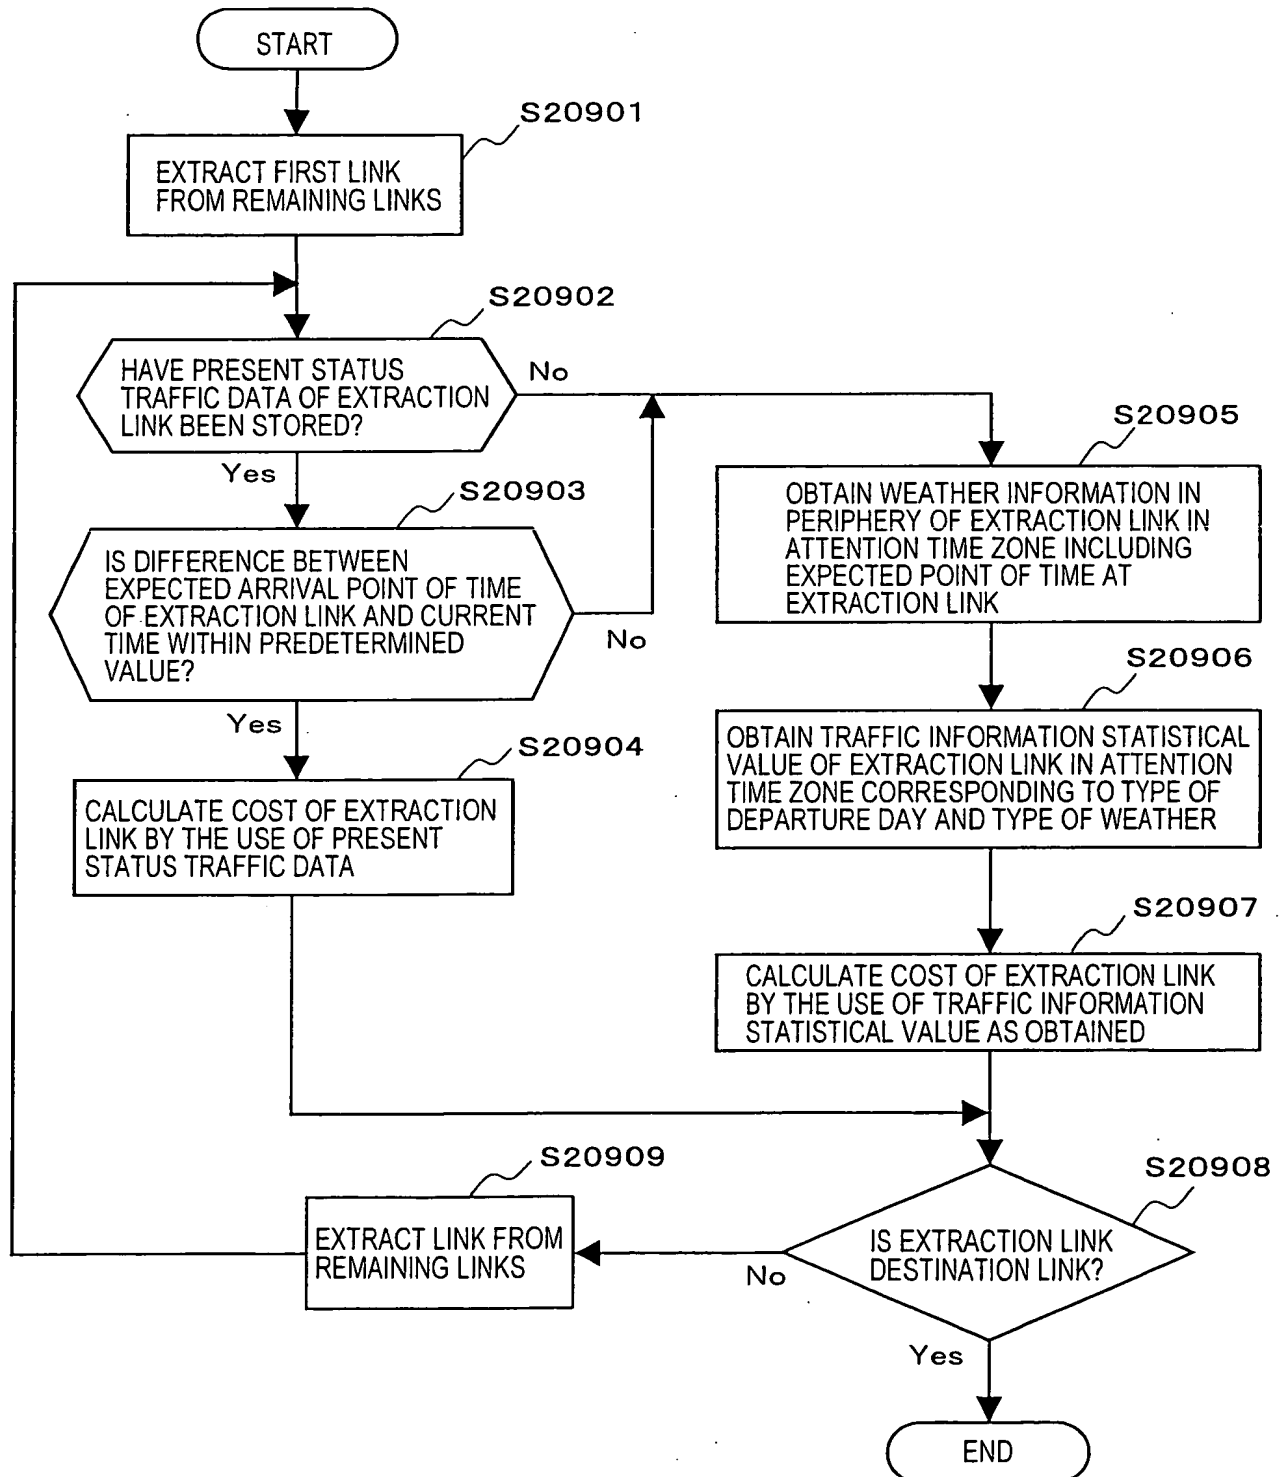 START
S20901
EXTRACT FIRST LINK
FROM REMAINING LINKS
S20902
HAVE PRESENT STATUS
TRAFFIC DATA OF EXTRACTION
LINK BEEN STORED?
No
Yes
S20903
IS DIFFERENCE BETWEEN
EXPECTED ARRIVAL POINT OF TIME
OF EXTRACTION LINK AND CURRENT
TIME WITHIN PREDETERMINED
VALUE?
No
Yes
S20904
CALCULATE COST OF EXTRACTION
LINK BY THE USE OF PRESENT
STATUS TRAFFIC DATA
S20905
OBTAIN WEATHER INFORMATION IN
PERIPHERY OF EXTRACTION LINK IN
ATTENTION TIME ZONE INCLUDING
EXPECTED POINT OF TIME AT
EXTRACTION LINK
S20906
OBTAIN TRAFFIC INFORMATION STATISTICAL
VALUE OF EXTRACTION LINK IN ATTENTION
TIME ZONE CORRESPONDING TO TYPE OF
DEPARTURE DAY AND TYPE OF WEATHER
S20907
CALCULATE COST OF EXTRACTION LINK
BY THE USE OF TRAFFIC INFORMATION
STATISTICAL VALUE AS OBTAINED
S20908
IS EXTRACTION LINK
DESTINATION LINK?
No
Yes
S20909
EXTRACT LINK FROM
REMAINING LINKS
END